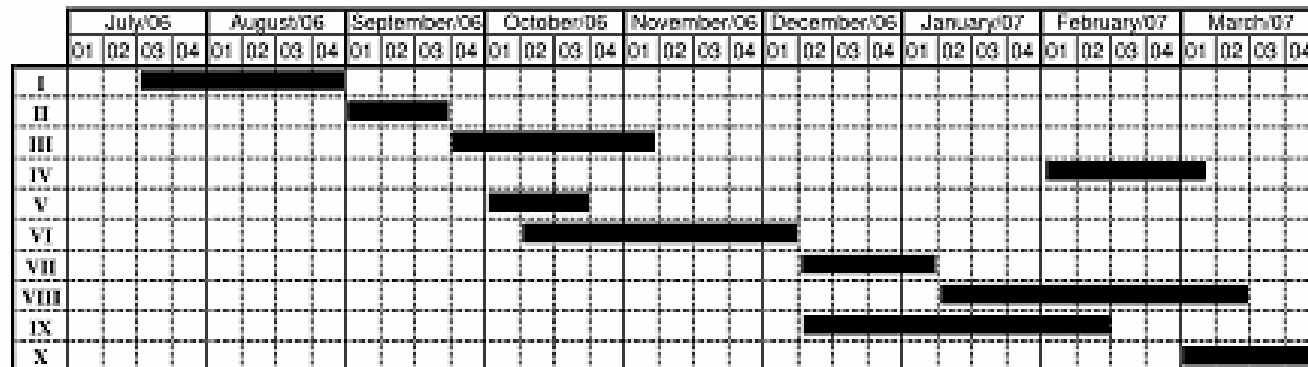 July/06 August/06 September/06 October/06 November/06 December/06 January/07 February/07 March/07
01 02 03 04 01 02 03 04 01 02 03 04 01 02 03 04 01 02 03 04 01 02 03 04 01 02 03 04 01 02 03 04 01 02 03 04
I
II
III
IV
V
VI
VII
VIII
IX
X